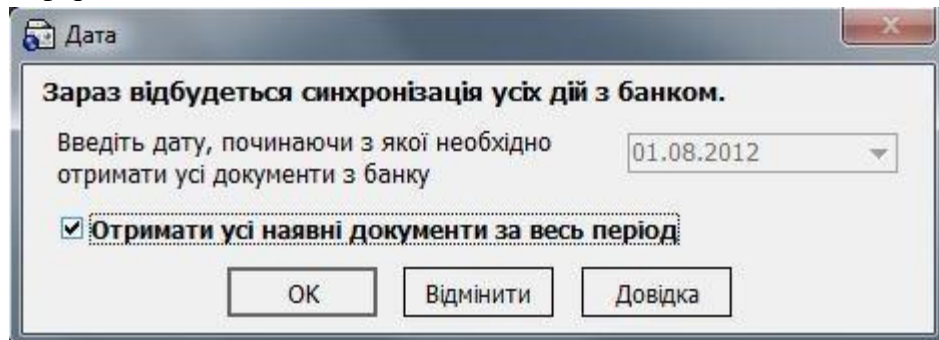 Дата
Зараз відбудеться синхронізація усіх дій з банком.
Введіть дату, починаючи з якої необхідно
отримати усі документи з банку
01.08.2012
Отримати усі наявні документи за весь період
OK
Відмінити
Довідка